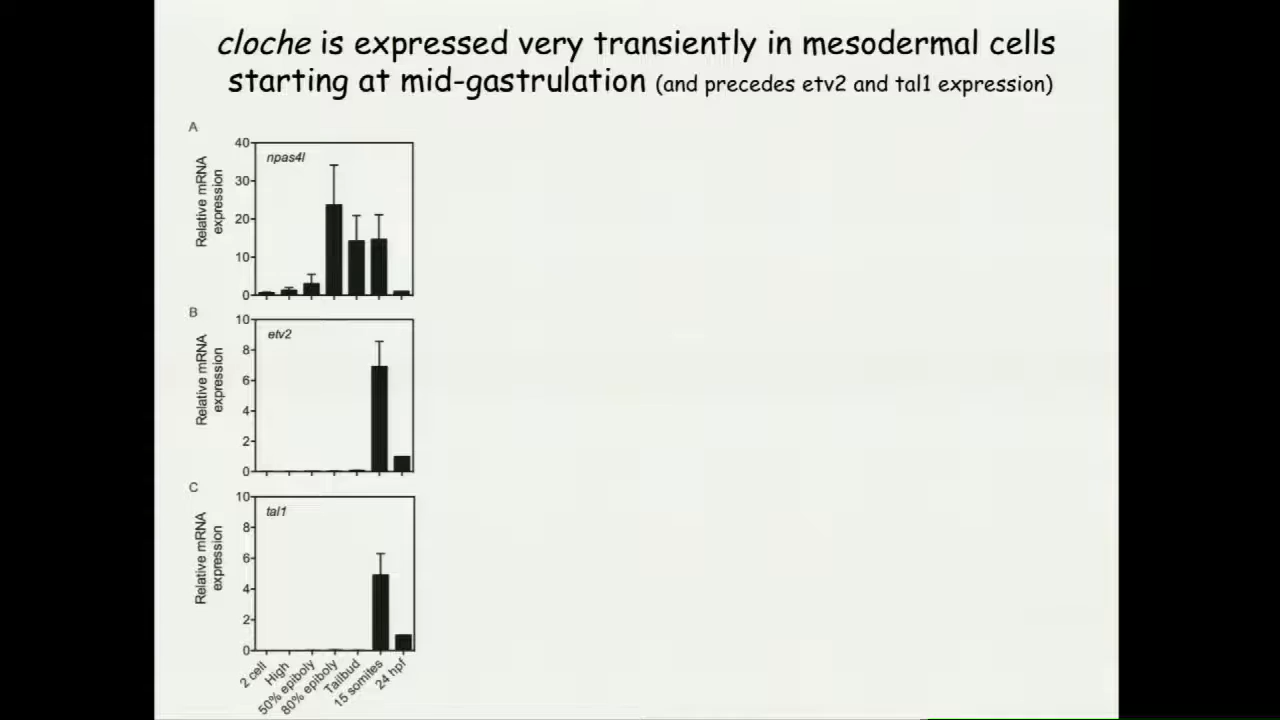 cloche is expressed very transiently in mesodermal cells
starting at mid-gastrulation (and precedes etv2 and tal1 expression)
A
Relative mRNA
expression
40
30
20
10
0
npas4l
B
Relative mRNA
expression
10
8
6
4
2
0
etv2
C
Relative mRNA
expression
10
8
6
4
2
0
tal1
2 cell
High
50% epiboly
80% epiboly
Tailbud
15 somites
24 hpf